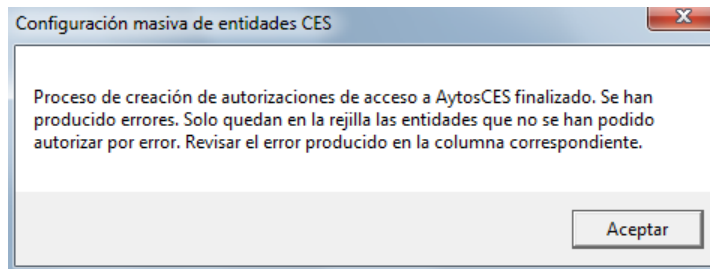 Configuración masiva de entidades CES
Proceso de creación de autorizaciones de acceso a AytosCES finalizado. Se han
producido errores. Solo quedan en la rejilla las entidades que no se han podido
autorizar por error. Revisar el error producido en la columna correspondiente.
Aceptar